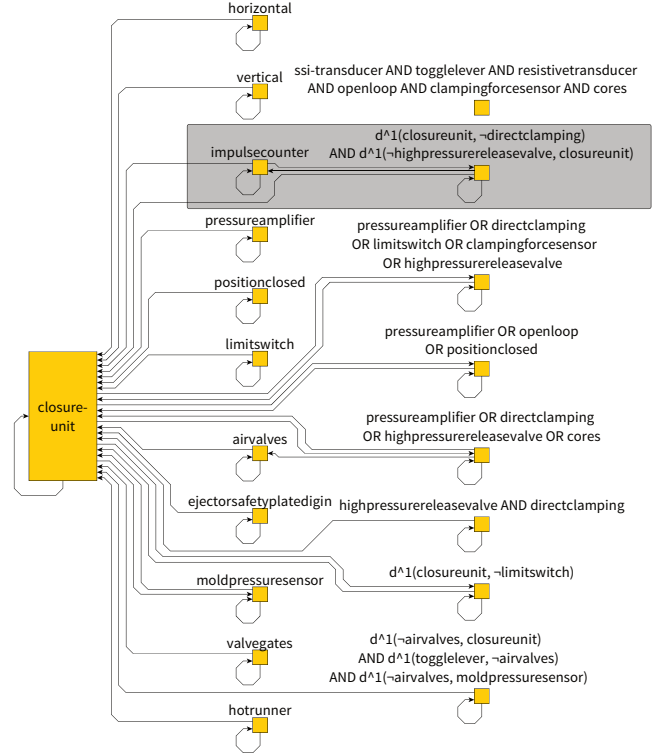 horizontal
vertical
ssi-transducer AND togglelever AND resistivetransducer
AND openloop AND clampingforcesensor AND cores
impulsecounter
d^1(closureunit, ¬directclamping)
AND d^1(¬highpressurereleasevalve, closureunit)
pressureamplifier
pressureamplifier OR directclamping
OR limitswitch OR clampingforcesensor
OR highpressurereleasevalve
positionclosed
limitswitch
pressureamplifier OR openloop
OR positionclosed
closure-
unit
airvalves
pressureamplifier OR directclamping
OR highpressurereleasevalve OR cores
ejectorsafetyplatedigin
highpressurereleasevalve AND directclamping
moldpressuresensor
d^1(closureunit, ¬limitswitch)
valvegates
d^1(¬airvalves, closureunit)
AND d^1(togglelever, ¬airvalves)
AND d^1(¬airvalves, moldpressuresensor)
hotrunner